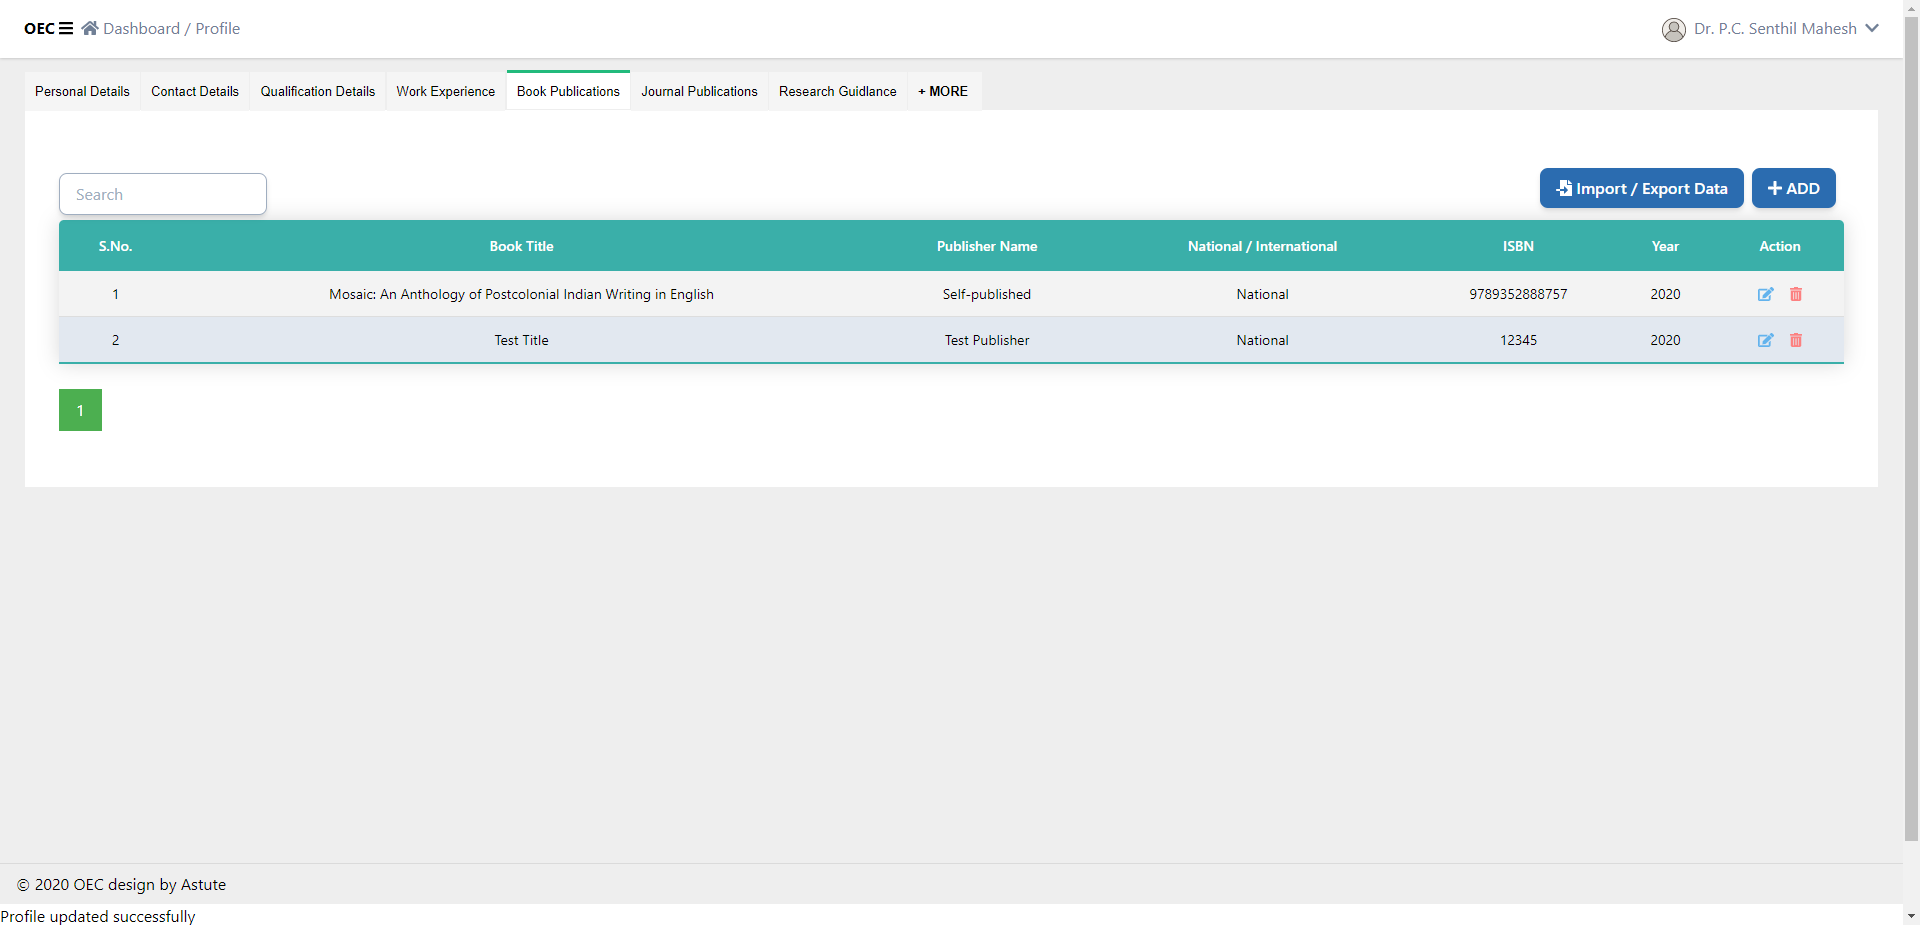 OEC Dashboard / Profile Dr. P.C. Senthil Mahesh
Personal Details Contact Details Qualification Details Work Experience Book Publications Journal Publications Research Guidlance + MORE
Search Import / Export Data ADD
S.No. Book Title Publisher Name National / International ISBN Year Action
1 Mosaic: An Anthology of Postcolonial Indian Writing in English Self-published National 9789352888757 2020
2 Test Title Test Publisher National 12345 2020
1
© 2020 OEC design by Astute
Profile updated successfully